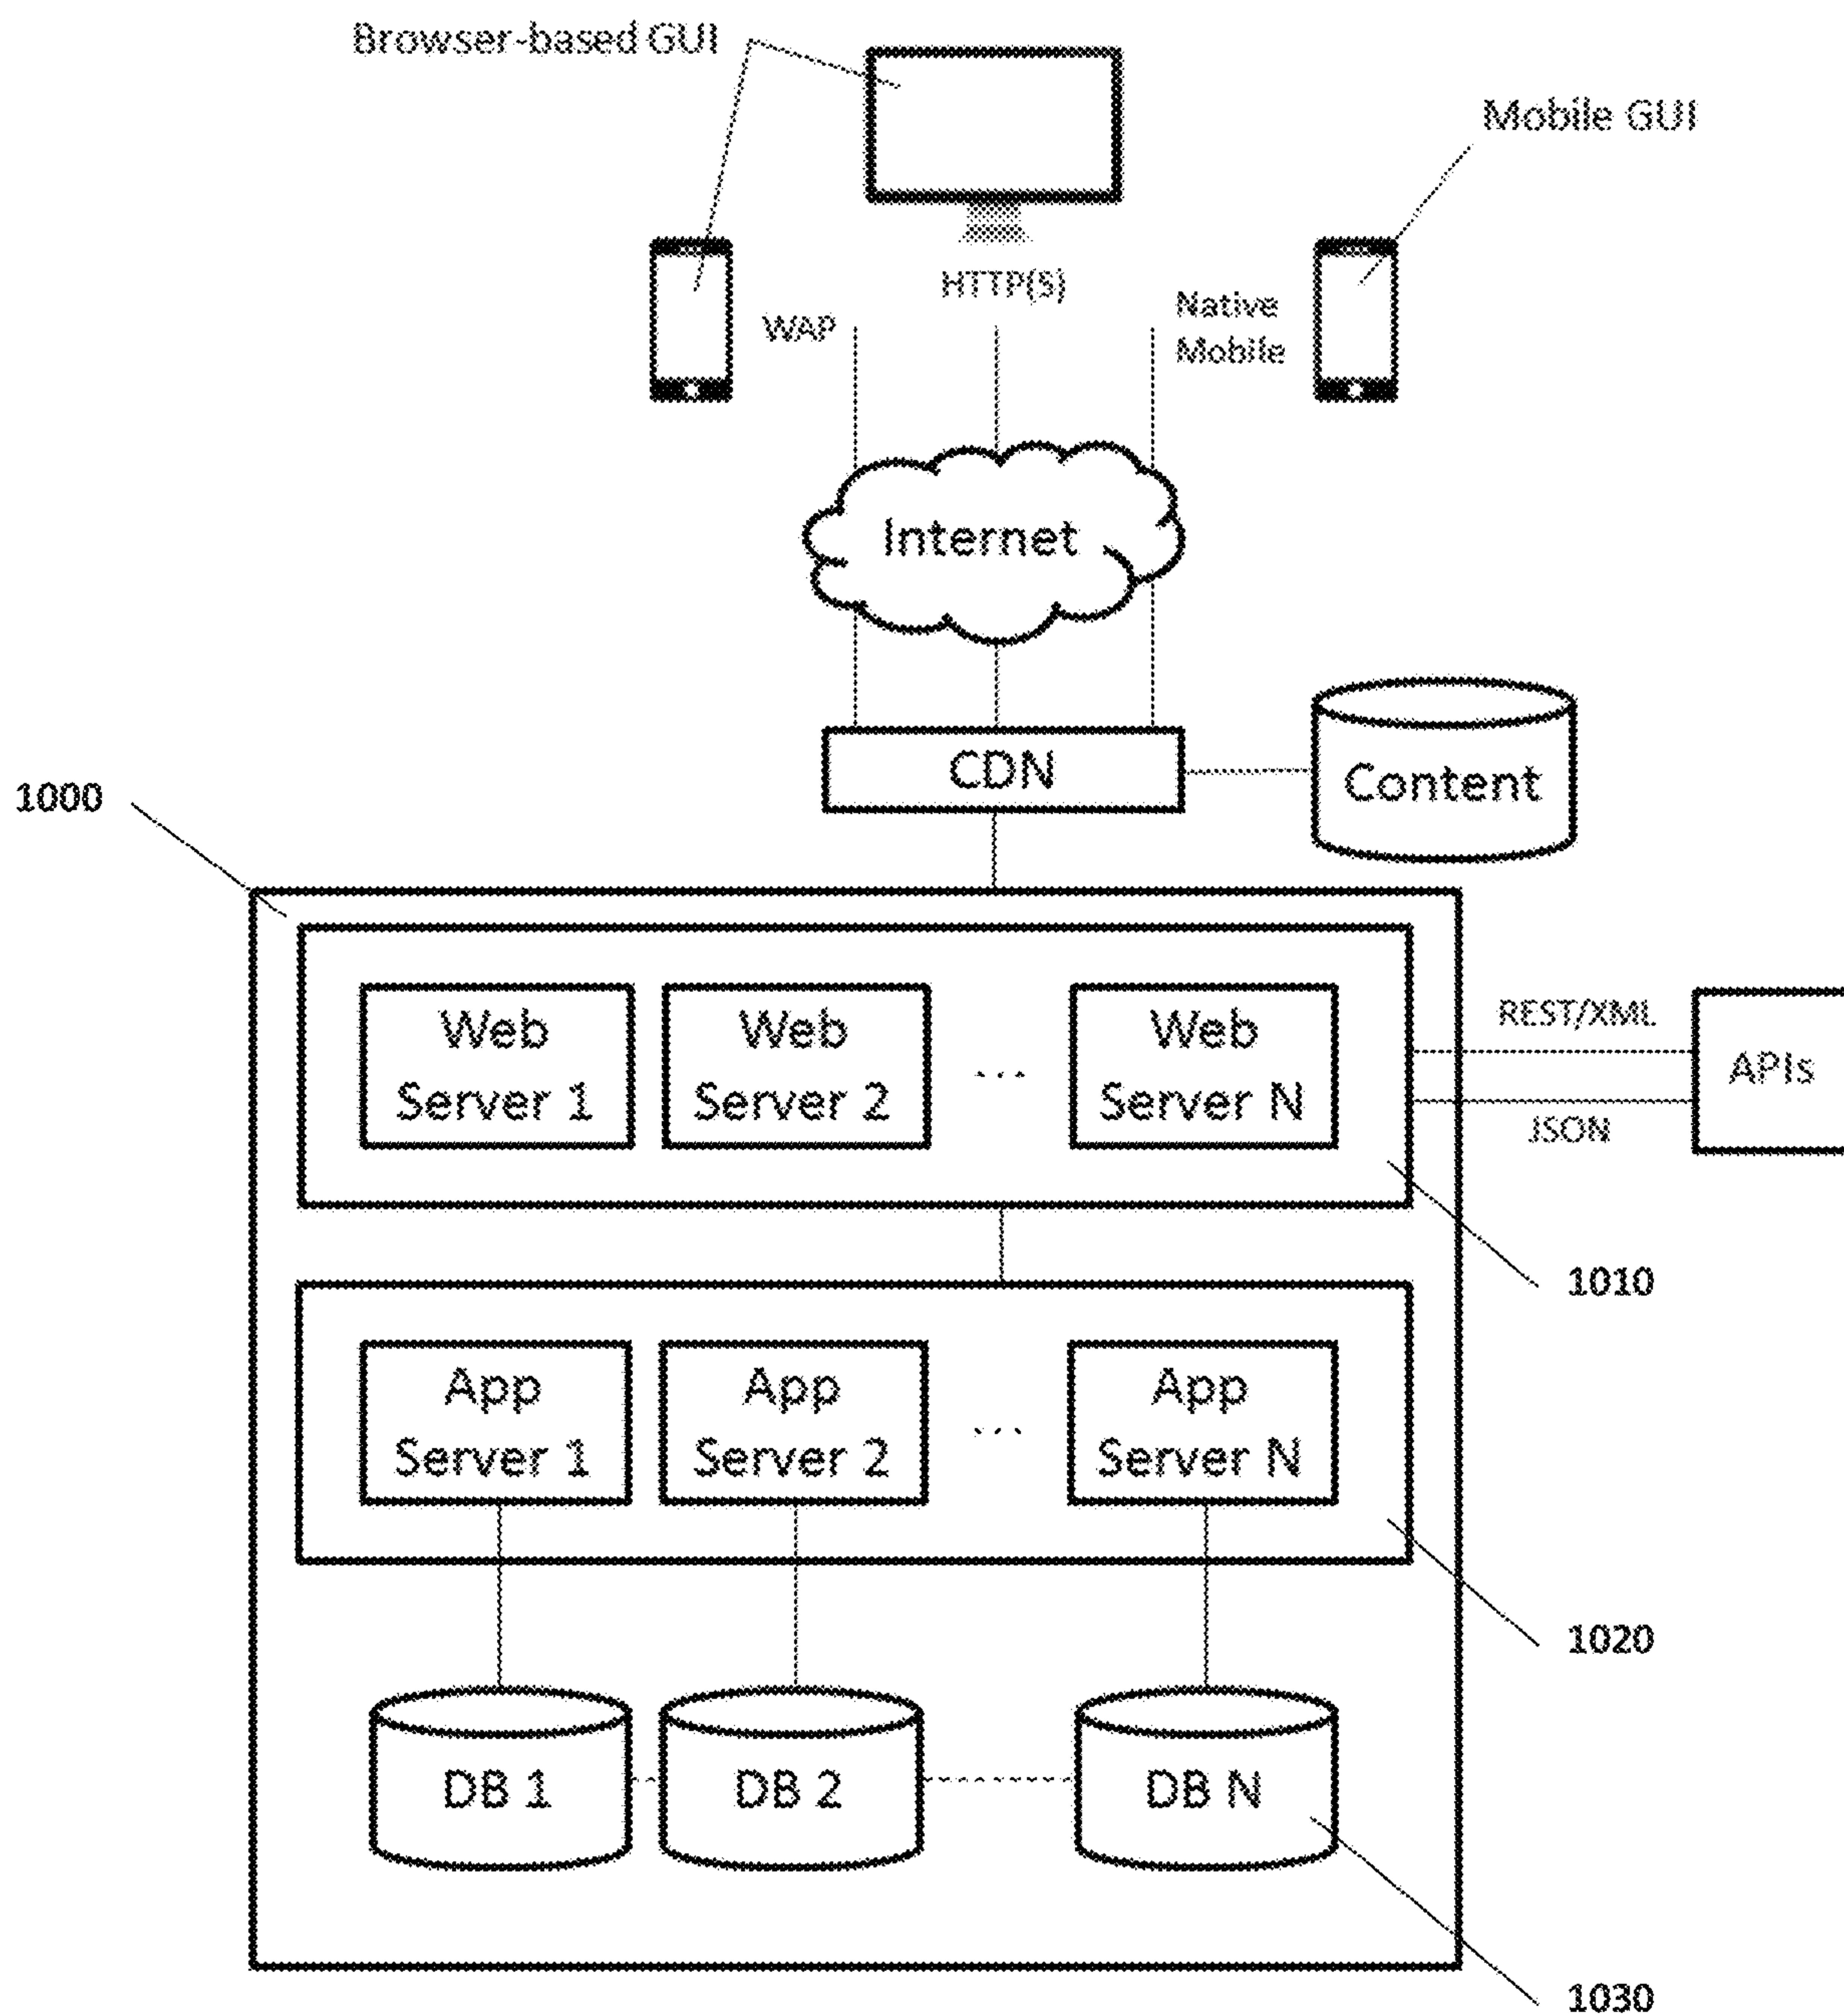 Browser-based GUI
Mobile GUI
HTTP(S)
WAP
Native
Mobile
Internet
CDN
Content
1000
Web
Server 1
Web
Server 2
...
Web
Server N
REST/XML
JSON
APIs
1010
App
Server 1
App
Server 2
...
App
Server N
1020
DB 1
DB 2
DB N
1030